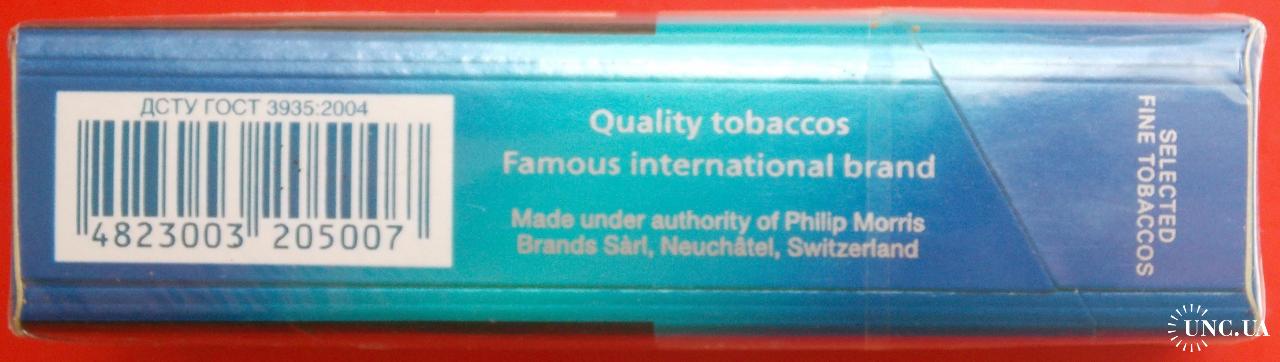 ДСТУ ГОСТ 3935:2004
4823003 205007
Quality tobaccos
Famous international brand
Made under authority of Philip Morris
Brands Sàrl, Neuchâtel, Switzerland
SELECTED
FINE TOBACCOS
UNC.UA